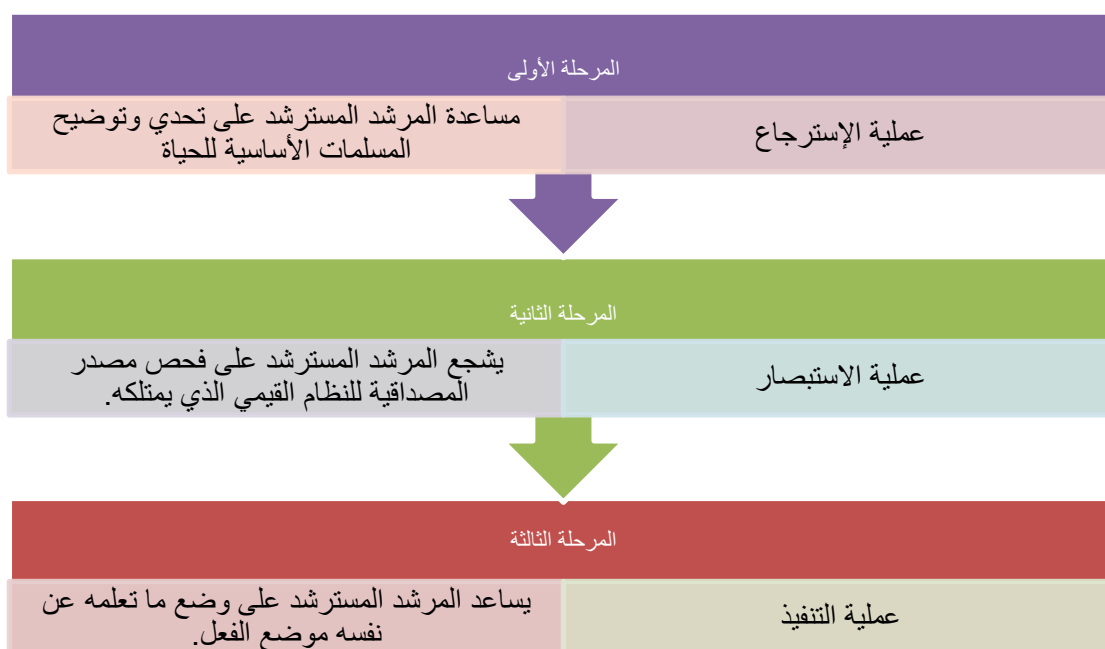 المرحلة الأولى
عملية الإسترجاع
مساعدة المرشد المسترشد على تحدي وتوضيح
المسلمات الأساسية للحياة
المرحلة الثانية
عملية الاستبصار
يشجع المرشد المسترشد على فحص مصدر
المصداقية للنظام القيمي الذي يمتلكه.
المرحلة الثالثة
عملية التنفيذ
يساعد المرشد المسترشد على وضع ما تعلمه عن
نفسه موضع الفعل.